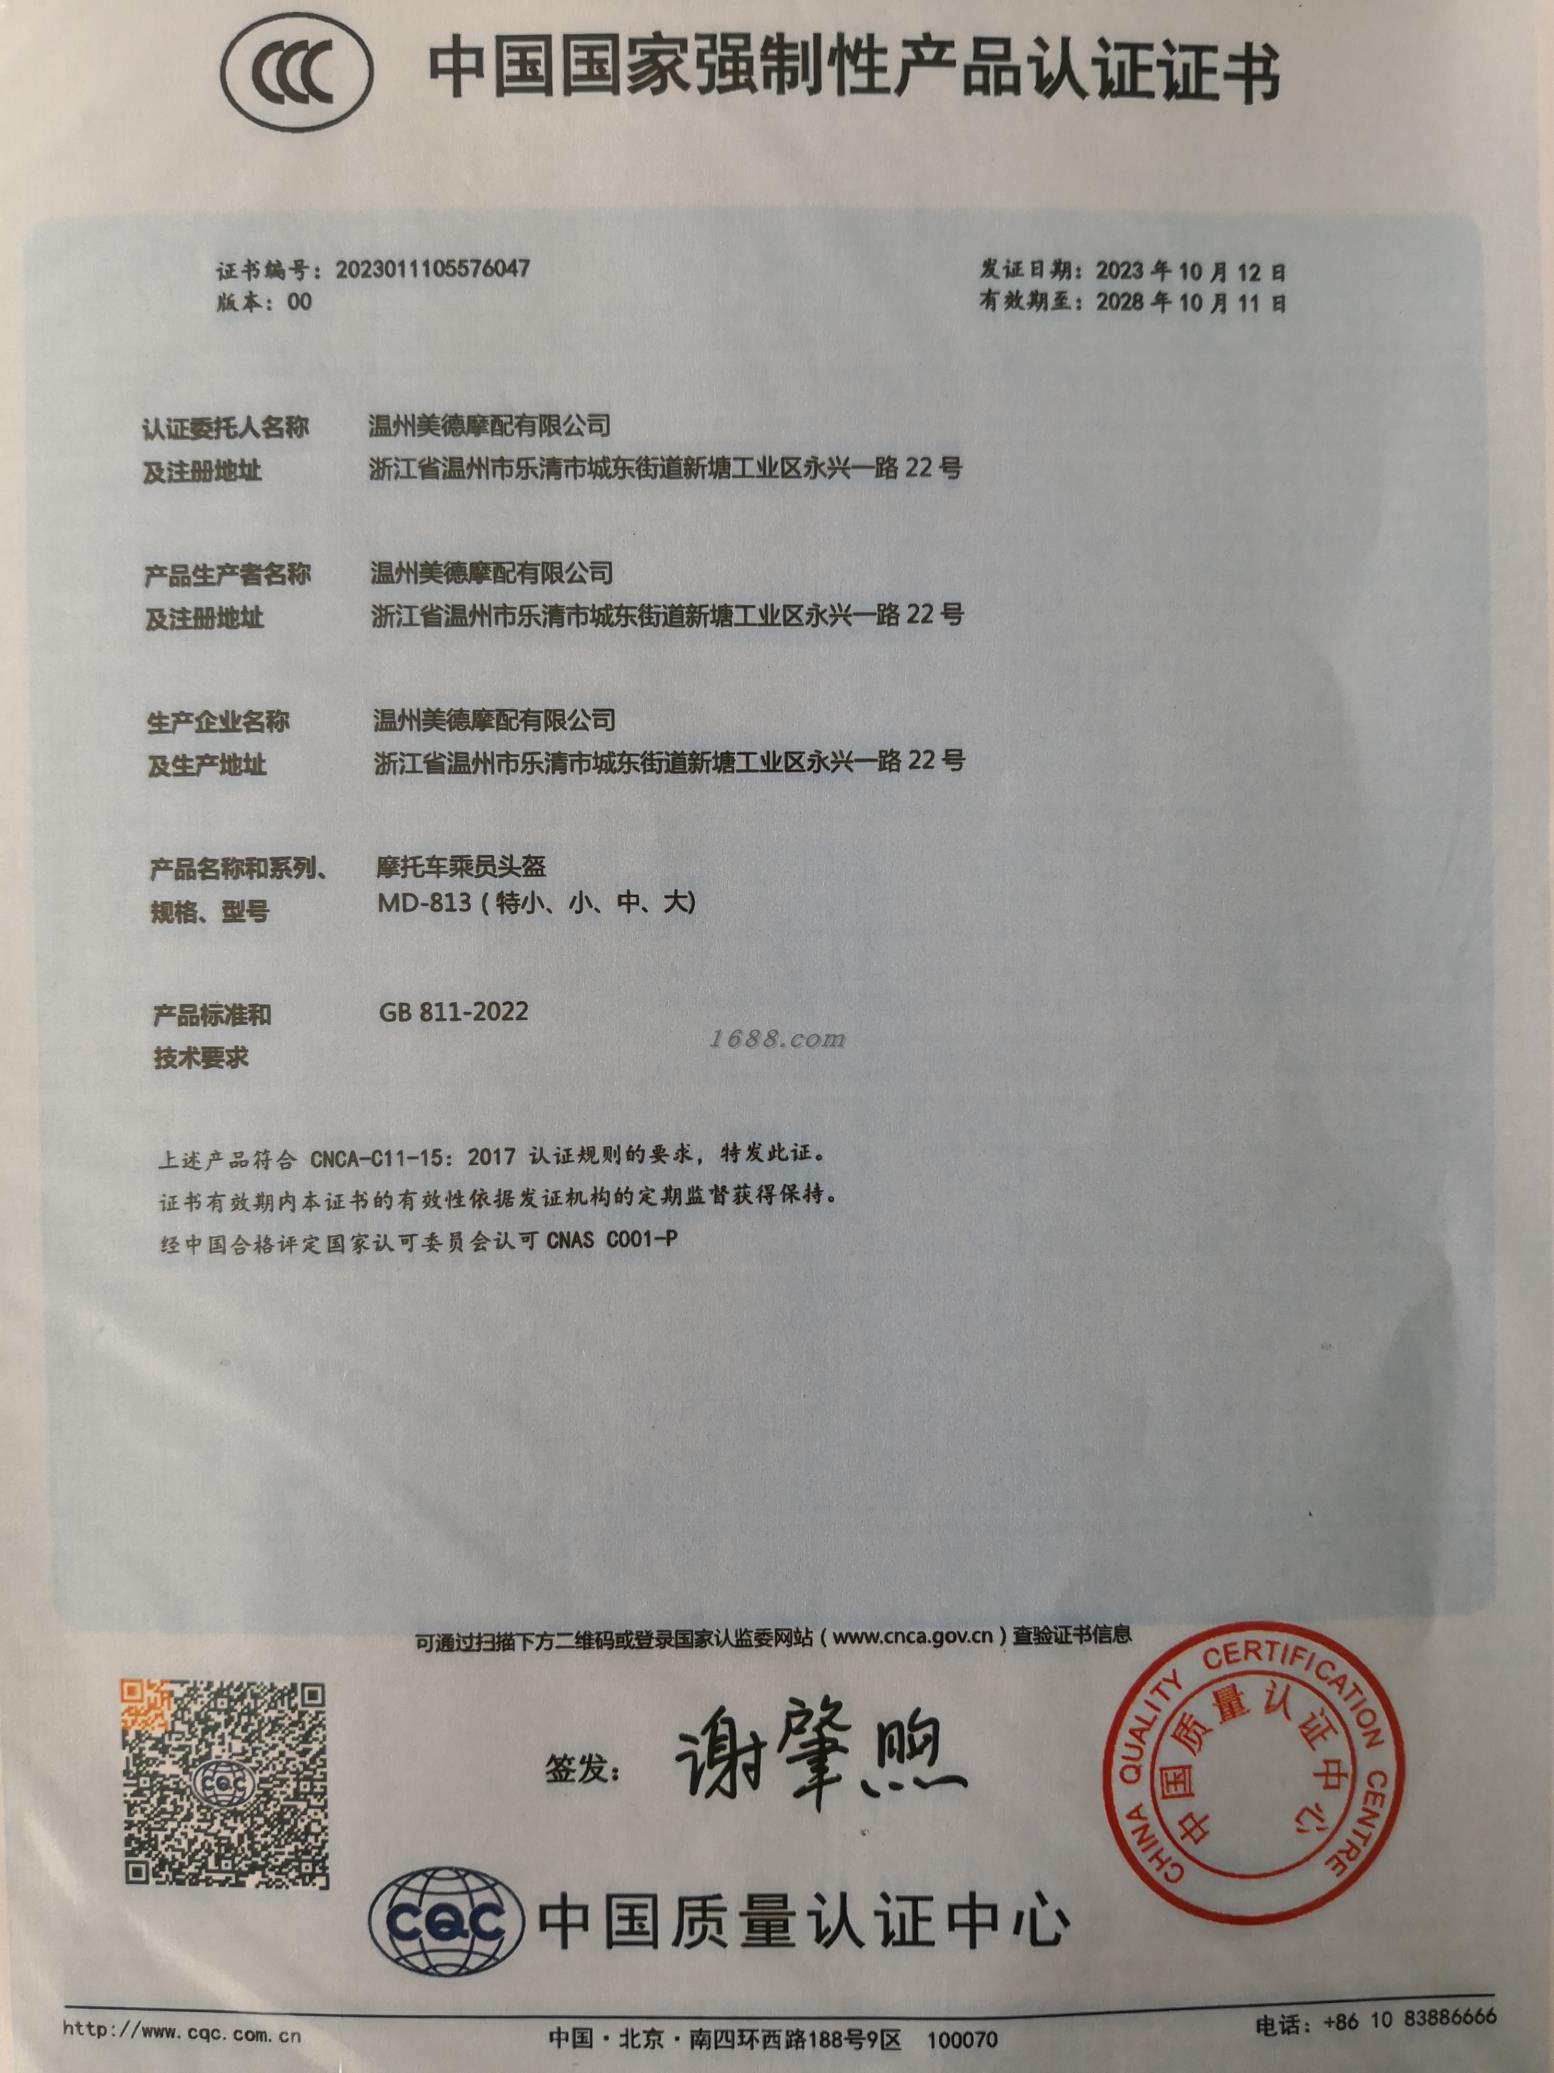 CCC
中国国家强制性产品认证证书
证书编号：2023011105576047
版本：00
发证日期：2023年10月12日
有效期至：2028年10月11日
认证委托人名称 温州美德摩配有限公司
及注册地址 浙江省温州市乐清市城东街道新塘工业区永兴一路22号
产品生产者名称 温州美德摩配有限公司
及注册地址 浙江省温州市乐清市城东街道新塘工业区永兴一路22号
生产企业名称 温州美德摩配有限公司
及生产地址 浙江省温州市乐清市城东街道新塘工业区永兴一路22号
产品名称和系列、 摩托车乘员头盔
规格、型号 MD-813（特小、小、中、大)
产品标准和 GB 811-2022
技术要求
1688.com
上述产品符合 CNCA-C11-15：2017 认证规则的要求，特发此证。
证书有效期内本证书的有效性依据发证机构的定期监督获得保持。
经中国合格评定国家认可委员会认可 CNAS C001-P
可通过扫描下方二维码或登录国家认监委网站（www.cnca.gov.cn）查验证书信息
CQC
签发：谢肇煦
CHINA QUALITY CERTIFICATION CENTRE
中国质量认证中心
CQC 中国质量认证中心
http://www.cqc.com.cn
中国·北京·南四环西路188号9区 100070
电话：+86 10 83886666